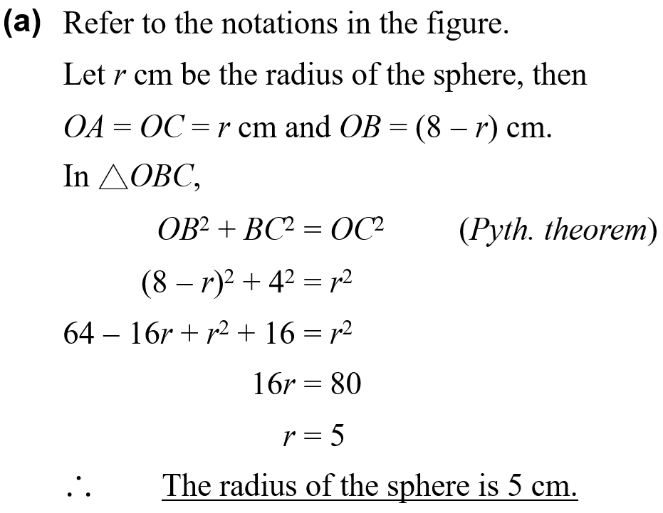 (a) Refer to the notations in the figure.
Let r cm be the radius of the sphere, then
OA = OC = r cm and OB = (8 – r) cm.
In △OBC,
OB² + BC² = OC² (Pyth. theorem)
(8 – r)² + 4² = r²
64 – 16r + r² + 16 = r²
16r = 80
r = 5
∴ The radius of the sphere is 5 cm.